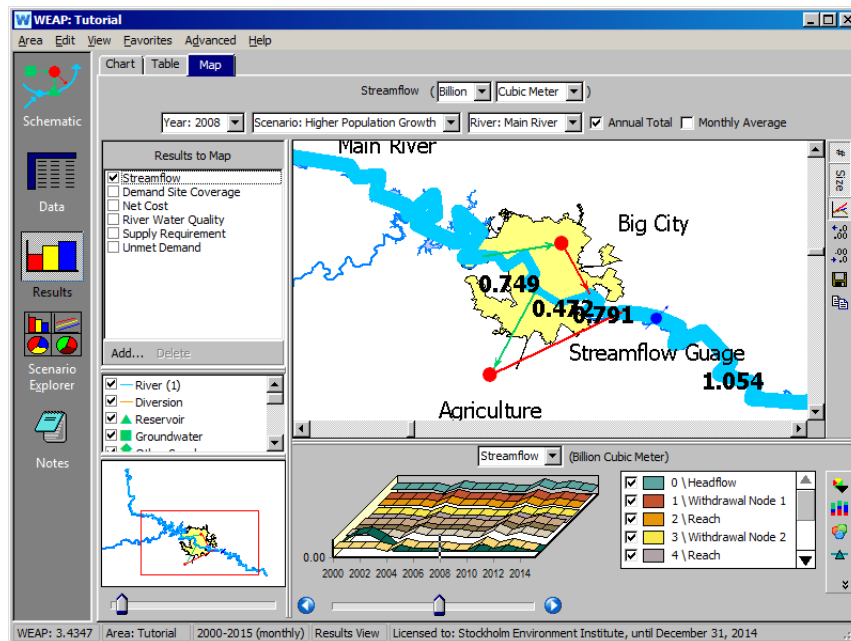 WEAP: Tutorial
Area Edit View Favorites Advanced Help
Chart Table Map
Streamflow ( Billion Cubic Meter )
Year: 2008 Scenario: Higher Population Growth River: Main River Annual Total Monthly Average
Schematic
Data
Results
Scenario
Explorer
Notes
Results to Map
Streamflow
Demand Site Coverage
Net Cost
River Water Quality
Supply Requirement
Unmet Demand
Add... Delete
River (1)
Diversion
Reservoir
Groundwater
Main River
Big City
0.749
0.472
0.791
Streamflow Guage
1.054
Agriculture
Size
Streamflow (Billion Cubic Meter)
0.00
2000 2002 2004 2006 2008 2010 2012 2014
0 \ Headflow
1 \ Withdrawal Node 1
2 \ Reach
3 \ Withdrawal Node 2
4 \ Reach
WEAP: 3.4347 Area: Tutorial 2000-2015 (monthly) Results View Licensed to: Stockholm Environment Institute, until December 31, 2014